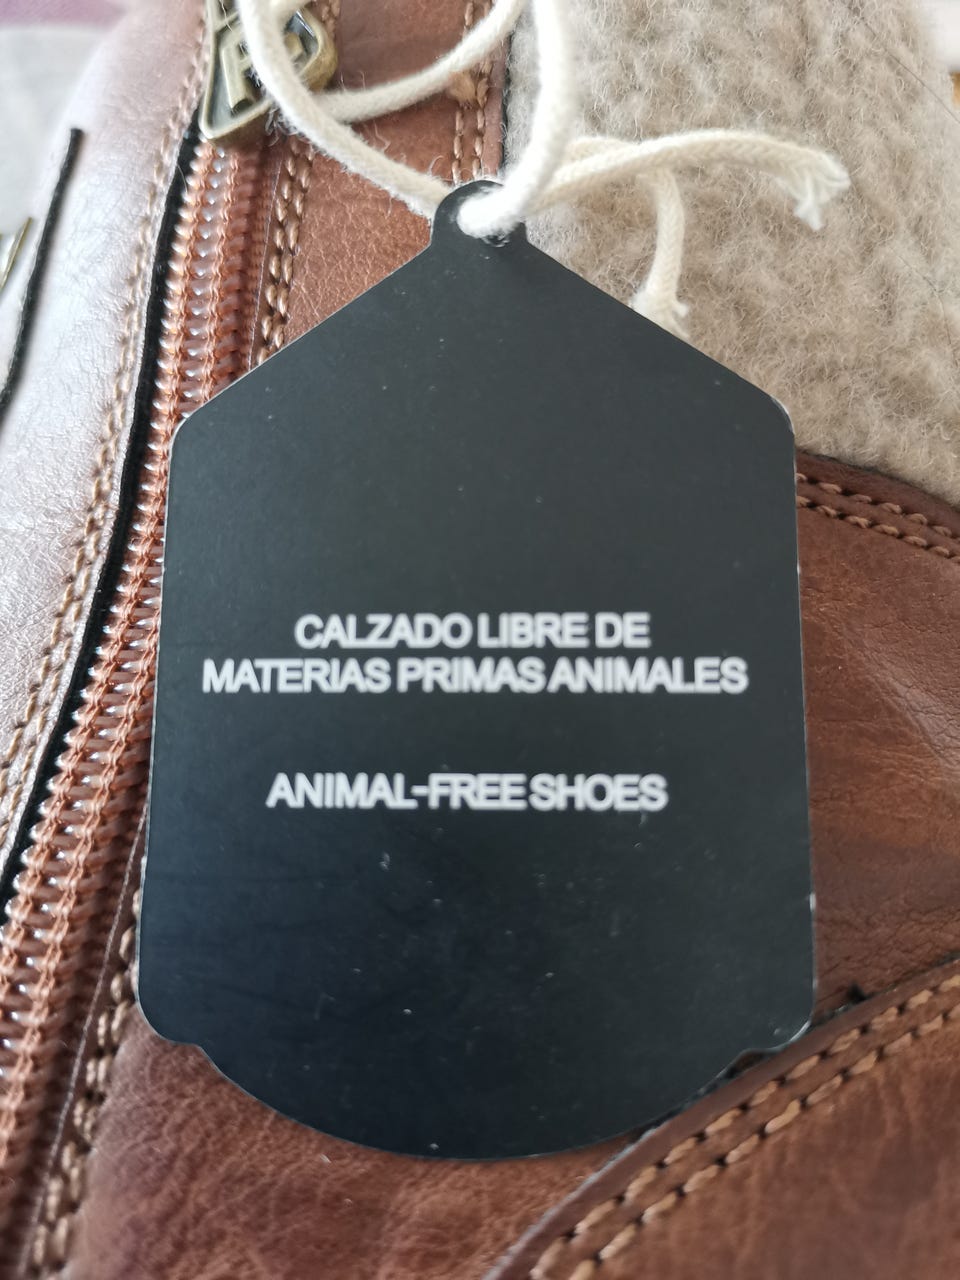 CALZADO LIBRE DE
MATERIAS PRIMAS ANIMALES
ANIMAL-FREE SHOES